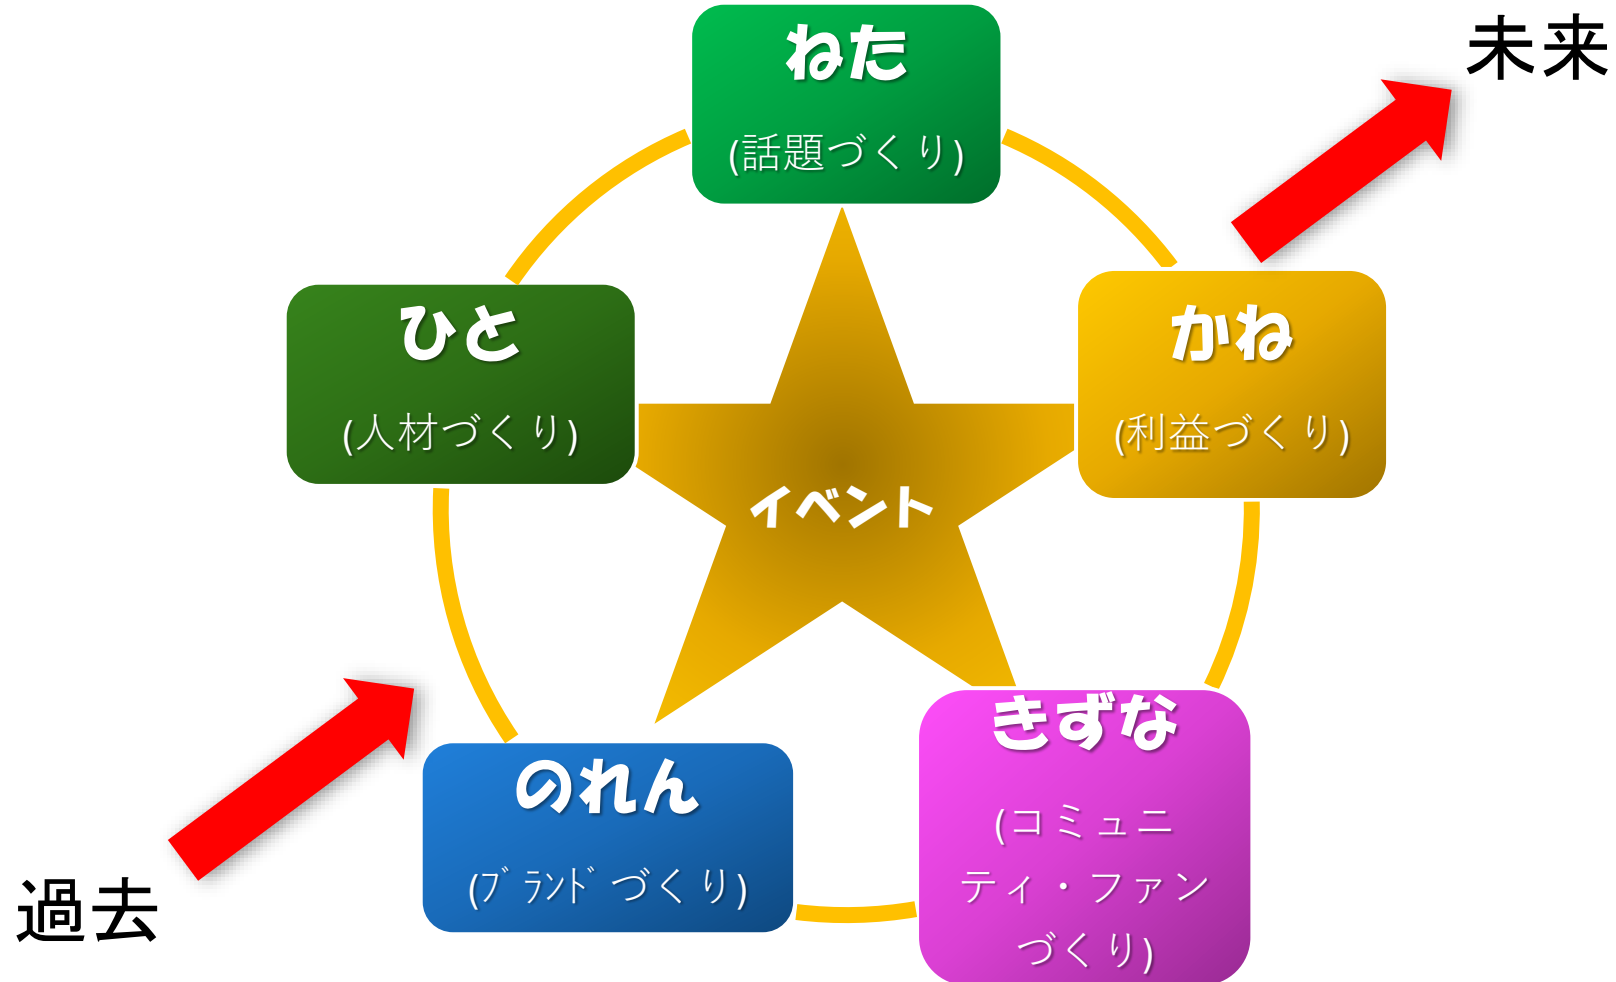 ねた
(話題づくり)
未来
ひと
(人材づくり)
かね
(利益づくり)
イベント
きずな
(コミュニ
ティ・ファン
づくり)
のれん
(ﾌﾞﾗﾝﾄﾞづくり)
過去